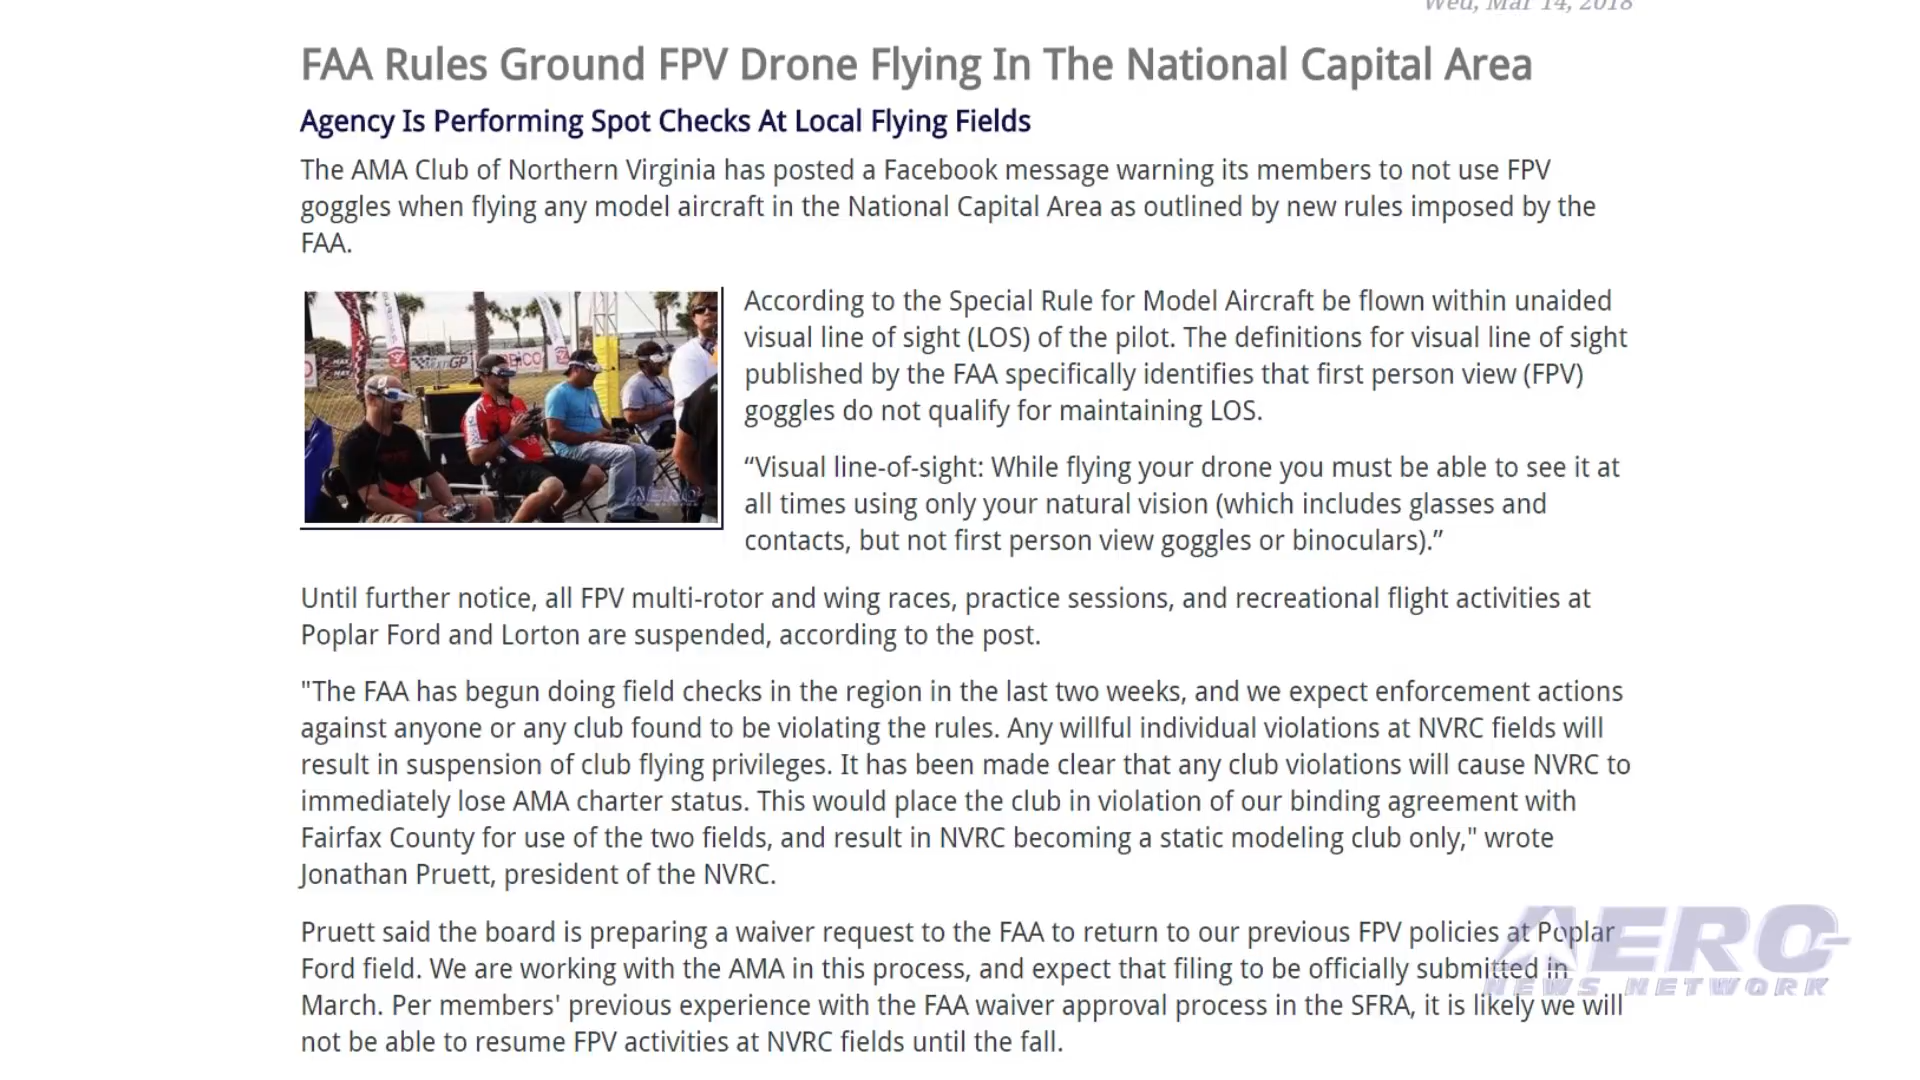 Wed, Mar 14, 2018
FAA Rules Ground FPV Drone Flying In The National Capital Area
Agency Is Performing Spot Checks At Local Flying Fields
The AMA Club of Northern Virginia has posted a Facebook message warning its members to not use FPV
goggles when flying any model aircraft in the National Capital Area as outlined by new rules imposed by the
FAA.
According to the Special Rule for Model Aircraft be flown within unaided
visual line of sight (LOS) of the pilot. The definitions for visual line of sight
published by the FAA specifically identifies that first person view (FPV)
goggles do not qualify for maintaining LOS.
“Visual line-of-sight: While flying your drone you must be able to see it at
all times using only your natural vision (which includes glasses and
contacts, but not first person view goggles or binoculars).”
AERO
Until further notice, all FPV multi-rotor and wing races, practice sessions, and recreational flight activities at
Poplar Ford and Lorton are suspended, according to the post.
"The FAA has begun doing field checks in the region in the last two weeks, and we expect enforcement actions
against anyone or any club found to be violating the rules. Any willful individual violations at NVRC fields will
result in suspension of club flying privileges. It has been made clear that any club violations will cause NVRC to
immediately lose AMA charter status. This would place the club in violation of our binding agreement with
Fairfax County for use of the two fields, and result in NVRC becoming a static modeling club only," wrote
Jonathan Pruett, president of the NVRC.
Pruett said the board is preparing a waiver request to the FAA to return to our previous FPV policies at Poplar
Ford field. We are working with the AMA in this process, and expect that filing to be officially submitted in
March. Per members' previous experience with the FAA waiver approval process in the SFRA, it is likely we will
not be able to resume FPV activities at NVRC fields until the fall.
AERO
NEWS NETWORK